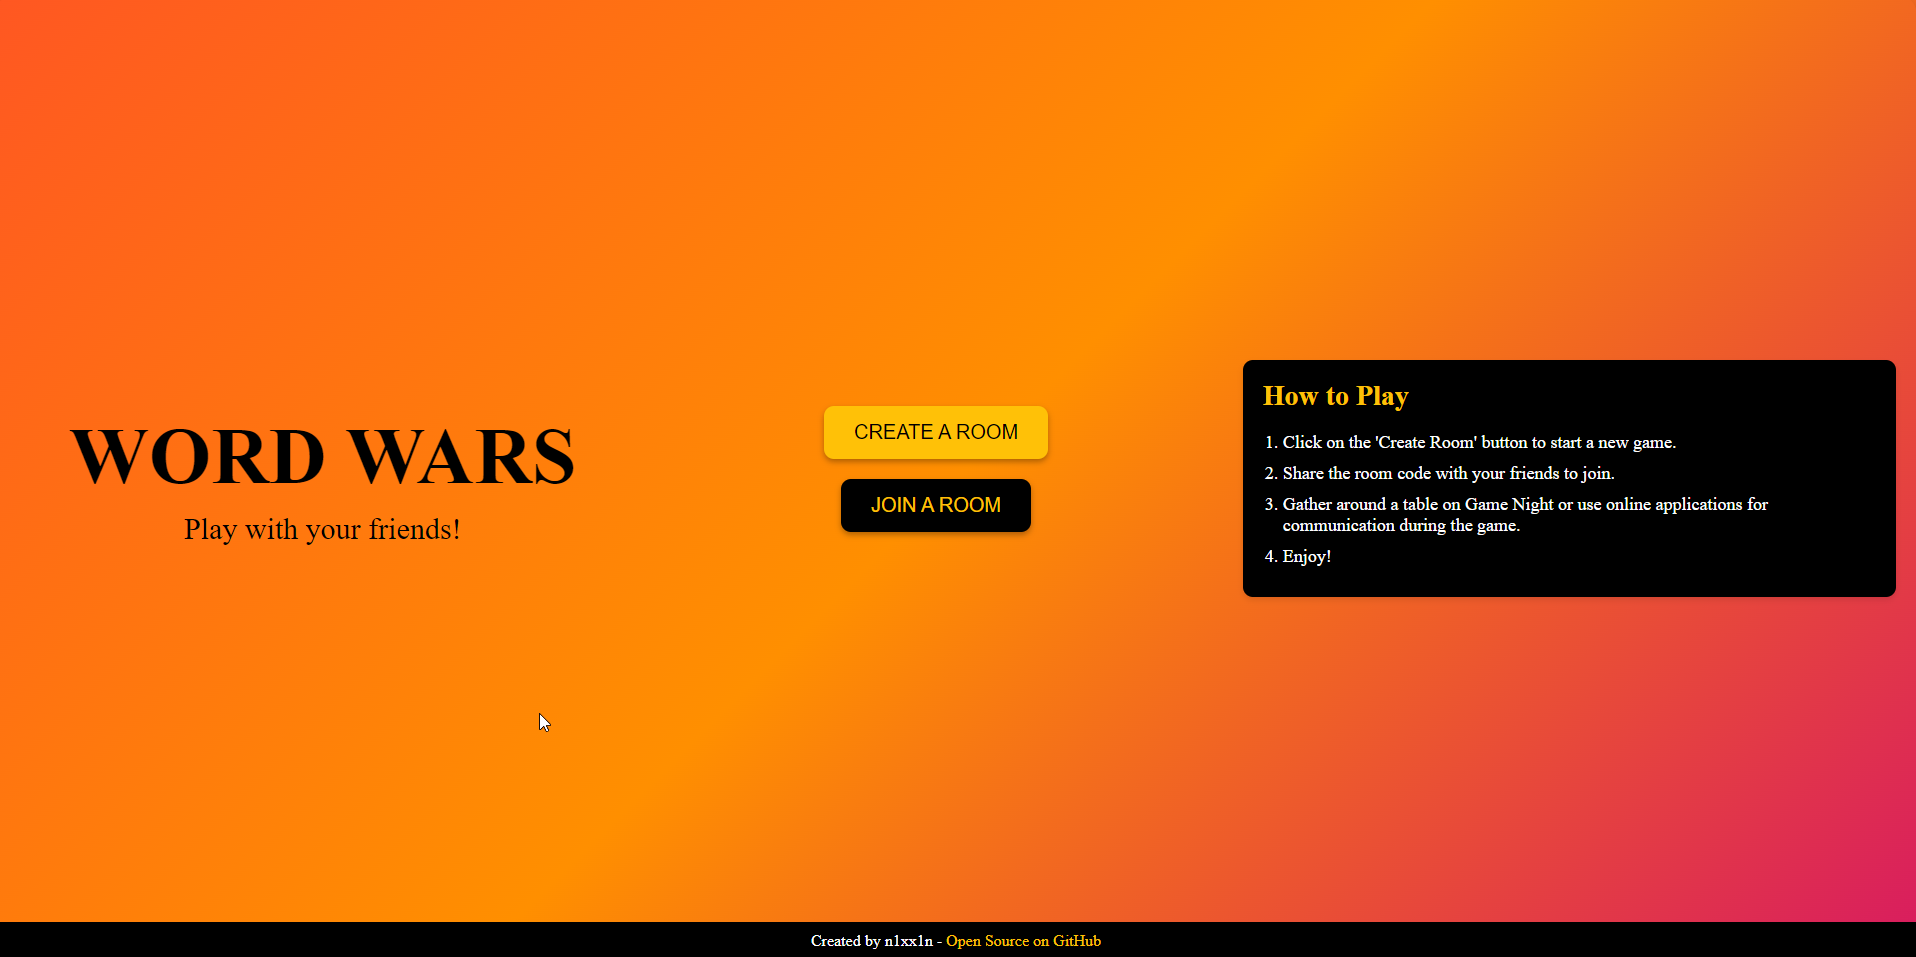 WORD WARS
Play with your friends!
CREATE A ROOM
JOIN A ROOM
How to Play
1. Click on the 'Create Room' button to start a new game.
2. Share the room code with your friends to join.
3. Gather around a table on Game Night or use online applications for
communication during the game.
4. Enjoy!
Created by n1xx1n - Open Source on GitHub